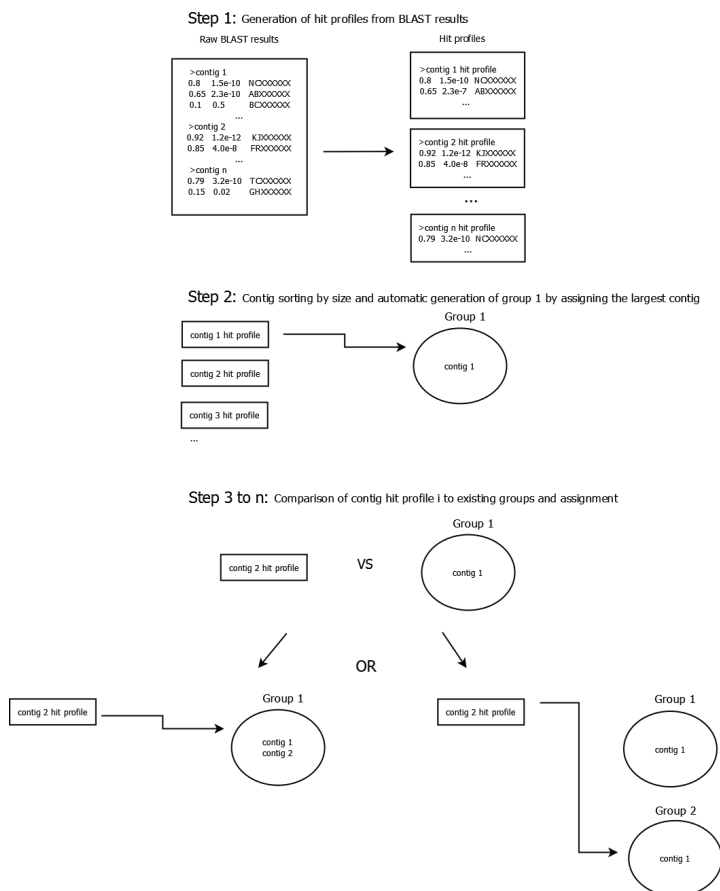 Step 1: Generation of hit profiles from BLAST results
Raw BLAST results
Hit profiles
>contig 1
0.8 1.5e-10 NCXXXXXX
0.65 2.3e-10 ABXXXXXX
0.1 0.5 BCXXXXXX
...
>contig 2
0.92 1.2e-12 KJXXXXXX
0.85 4.0e-8 FRXXXXXX
...
>contig n
0.79 3.2e-10 TCXXXXXX
0.15 0.02 GHXXXXXX
>contig 1 hit profile
0.8 1.5e-10 NCXXXXXX
0.65 2.3e-7 ABXXXXXX
...
>contig 2 hit profile
0.92 1.2e-12 KJXXXXXX
0.85 4.0e-8 FRXXXXXX
...
...
>contig n hit profile
0.79 3.2e-10 NCXXXXXX
...
Step 2: Contig sorting by size and automatic generation of group 1 by assigning the largest contig
Group 1
contig 1 hit profile
contig 1
contig 2 hit profile
contig 3 hit profile
...
Step 3 to n: Comparison of contig hit profile i to existing groups and assignment
Group 1
contig 2 hit profile
VS
contig 1
OR
contig 2 hit profile
Group 1
contig 1
contig 2
contig 2 hit profile
Group 1
contig 1
Group 2
contig 1